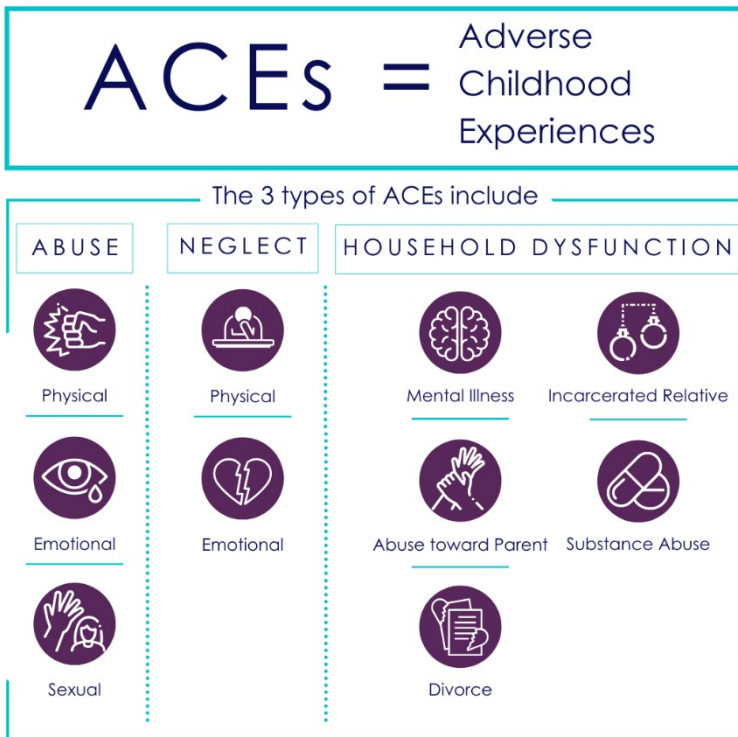 ACEs =
Adverse
Childhood
Experiences
The 3 types of ACEs include
ABUSE
Physical
Emotional
Sexual
NEGLECT
Physical
Emotional
HOUSEHOLD DYSFUNCTION
Mental Illness
Incarcerated Relative
Abuse toward Parent
Substance Abuse
Divorce